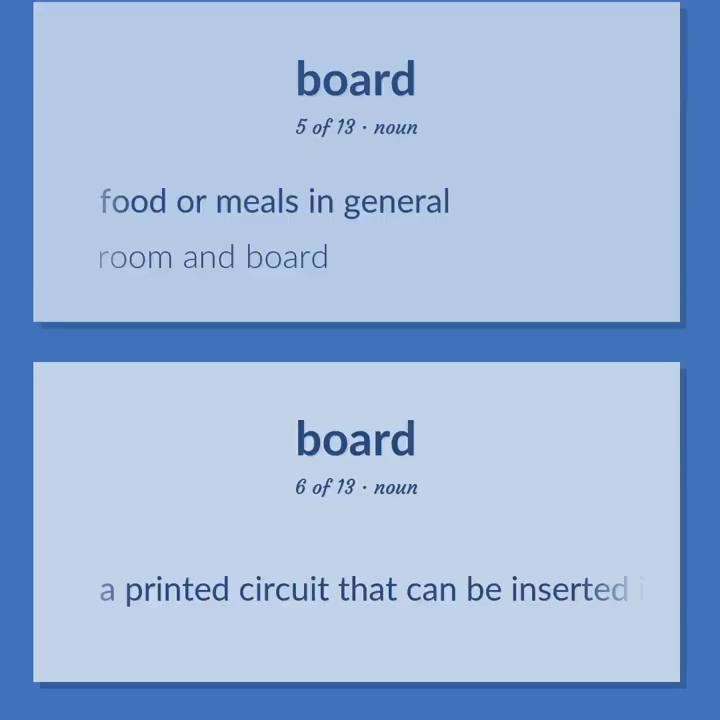 board
5 of 13 · noun
food or meals in general
room and board
board
6 of 13 · noun
a printed circuit that can be inserted